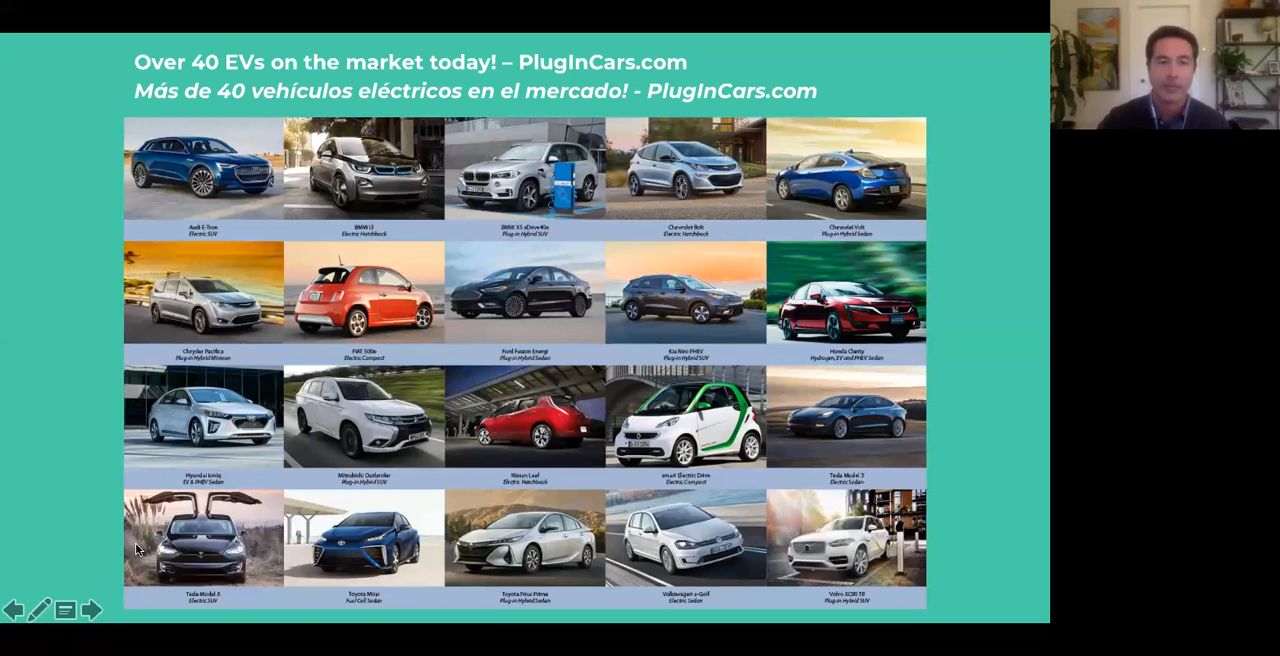 Over 40 EVs on the market today! – PlugInCars.com
Más de 40 vehículos eléctricos en el mercado! - PlugInCars.com
Audi E-Tron
Electric SUV
BMW i3
Electric Hatchback
BMW X5 xDrive40e
Plug-in Hybrid SUV
Chevrolet Bolt
Electric Hatchback
Chevrolet Volt
Plug-in Hybrid Sedan
Chrysler Pacifica
Plug-in Hybrid Minivan
FIAT 500e
Electric Compact
Ford Fusion Energi
Plug-in Hybrid Sedan
Kia Niro PHEV
Plug-in Hybrid SUV
Honda Clarity
Hydrogen, EV and PHEV Sedan
Hyundai Ioniq
EV & PHEV Sedan
Mitsubishi Outlander
Plug-in Hybrid SUV
Nissan Leaf
Electric Hatchback
smart Electric Drive
Electric Compact
Tesla Model 3
Electric Sedan
Tesla Model X
Electric SUV
Toyota Mirai
Fuel Cell Sedan
Toyota Prius Prime
Plug-in Hybrid Sedan
Volkswagen e-Golf
Electric Sedan
Volvo XC90 T8
Plug-in Hybrid SUV